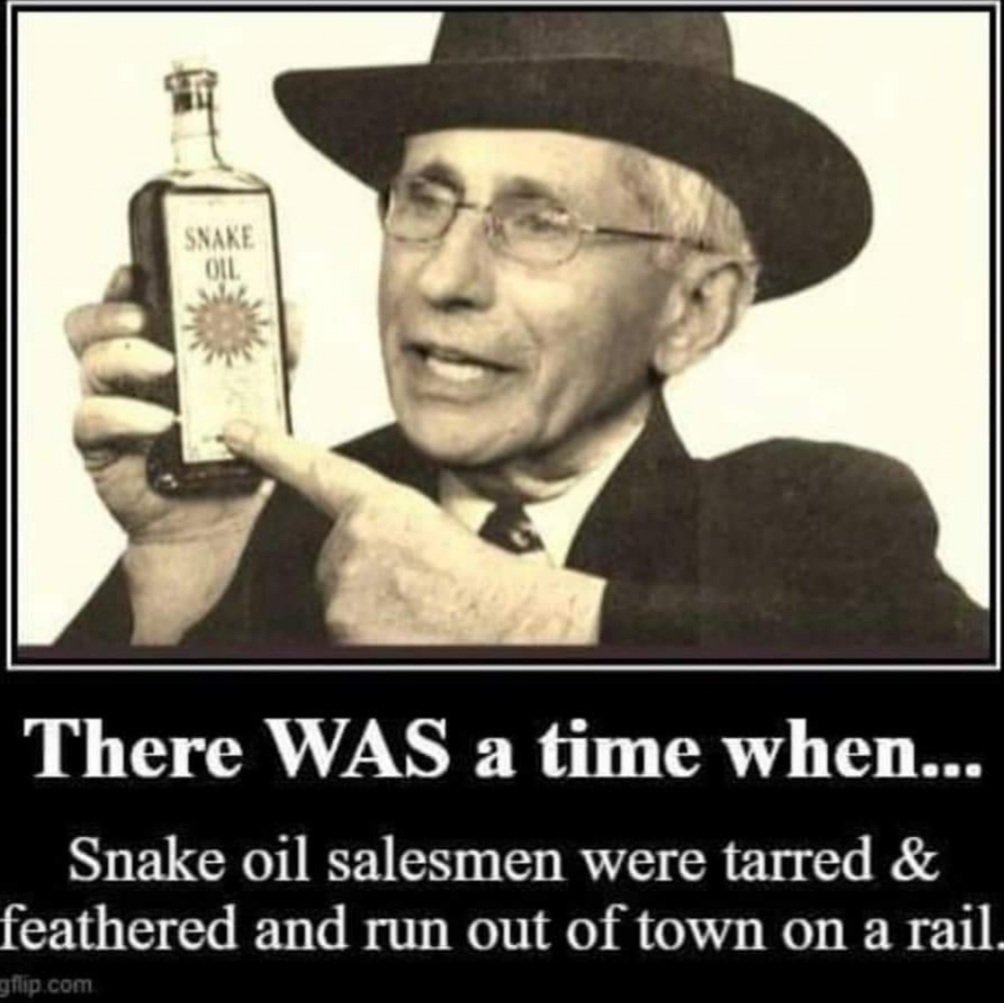 SNAKE
OIL
There WAS a time when...
Snake oil salesmen were tarred &
feathered and run out of town on a rail.
gflip.com